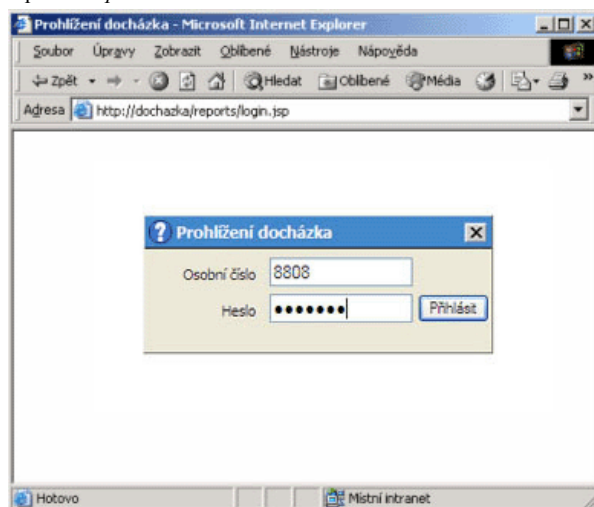 Prohlížení docházka - Microsoft Internet Explorer
Soubor Úpravy Zobrazit Oblíbené Nástroje Nápověda
Zpět Hledat Oblíbené Média »
Adresa http://dochazka/reports/login.jsp
? Prohlížení docházka
Osobní číslo 8808
Heslo ●●●●●●● Přihlásit
Hotovo Místní intranet